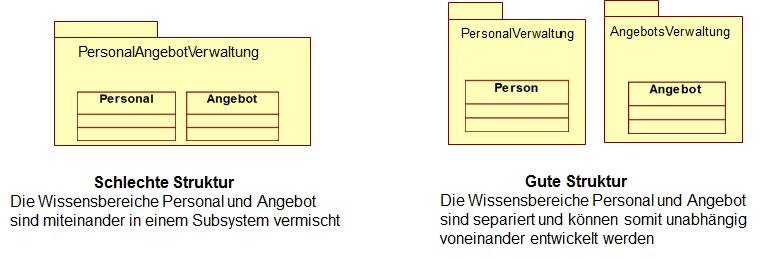 PersonalAngebotVerwaltung
Personal
Angebot
Schlechte Struktur
Die Wissensbereiche Personal und Angebot
sind miteinander in einem Subsystem vermischt
PersonalVerwaltung
Person
AngebotsVerwaltung
Angebot
Gute Struktur
Die Wissensbereiche Personal und Angebot
sind separiert und können somit unabhängig
voneinander entwickelt werden